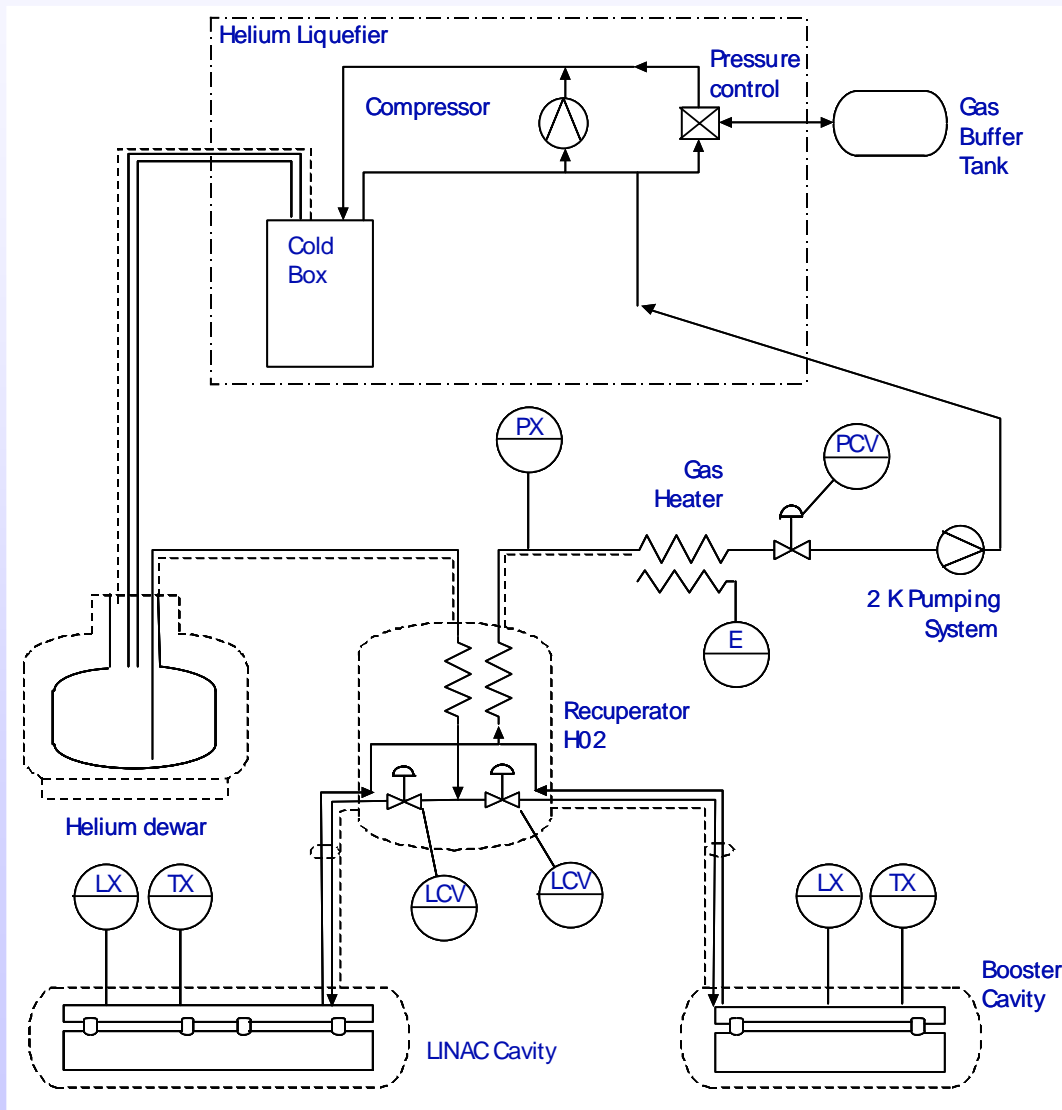 Helium Liquefier
Pressure
control
Compressor
Gas
Buffer
Tank
Cold
Box
PX
PCV
Gas
Heater
2 K Pumping
System
E
Recuperator
H02
Helium dewar
LX
TX
LCV
LCV
LX
TX
Booster
Cavity
LINAC Cavity